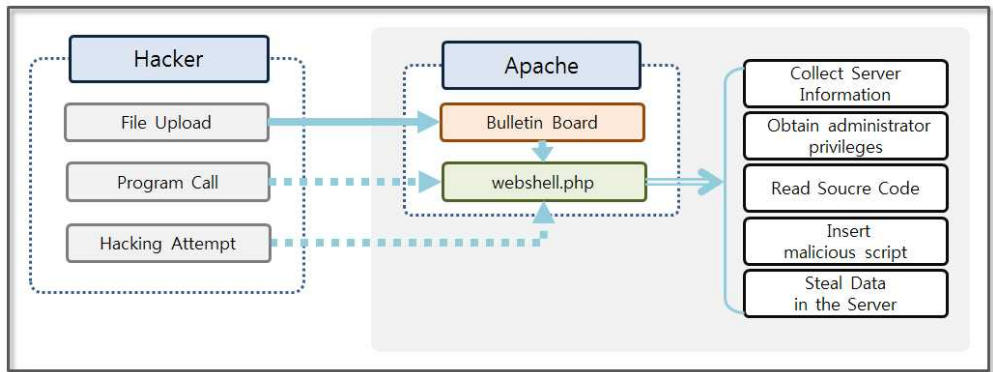 Hacker
File Upload
Program Call
Hacking Attempt
Apache
Bulletin Board
webshell.php
Collect Server
Information
Obtain administrator
privileges
Read Soucre Code
Insert
malicious script
Steal Data
in the Server